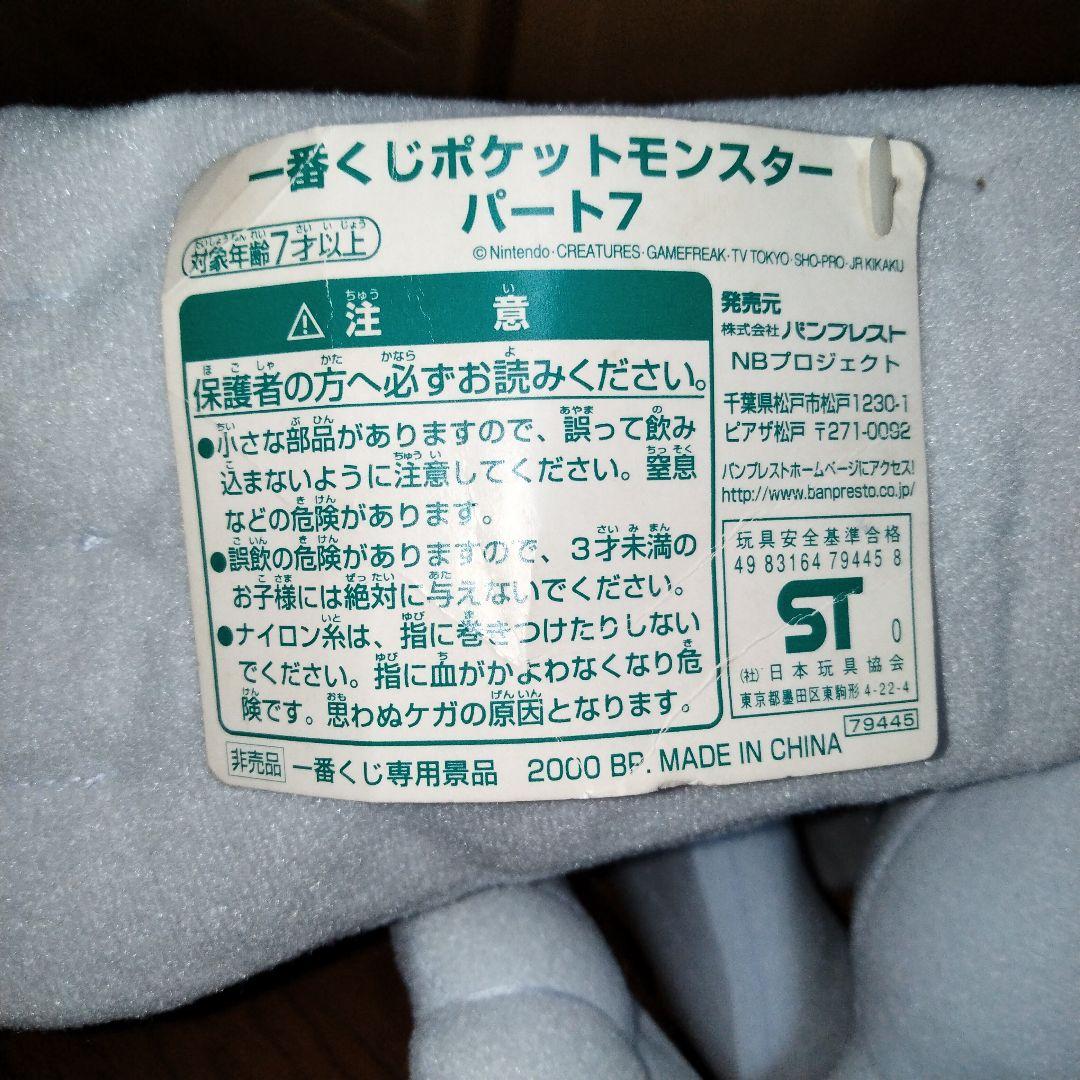 一番くじポケットモンスター
パート7
対象年齢7才以上
©Nintendo·CREATURES·GAMEFREAK·TV TOKYO·SHO-PRO·JR KIKAKU
⚠注意
保護者の方へ必ずお読みください。
●小さな部品がありますので、誤って飲み
込まないように注意してください。窒息
などの危険があります。
●誤飲の危険がありますので、3才未満の
お子様には絶対に与えないでください。
●ナイロン糸は、指に巻きつけたりしない
でください。指に血がかよわなくなり危
険です。思わぬケガの原因となります。
発売元
株式会社バンプレスト
NBプロジェクト
千葉県松戸市松戸1230-1
ピアザ松戸 〒271-0092
バンプレストホームページにアクセス!
http://www.banpresto.co.jp/
玩具安全基準合格
49 83164 79445 8
ST
0
(社)日本玩具協会
東京都墨田区東駒形4-22-4
79445
非売品 一番くじ専用景品 2000 BP. MADE IN CHINA